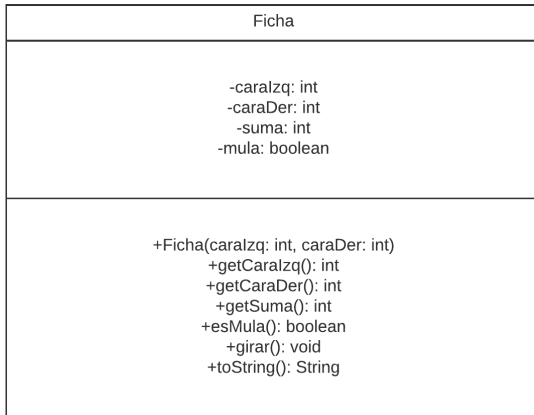 Ficha
-caraIzq: int
-caraDer: int
-suma: int
-mula: boolean
+Ficha(caraIzq: int, caraDer: int)
+getCaraIzq(): int
+getCaraDer(): int
+getSuma(): int
+esMula(): boolean
+girar(): void
+toString(): String